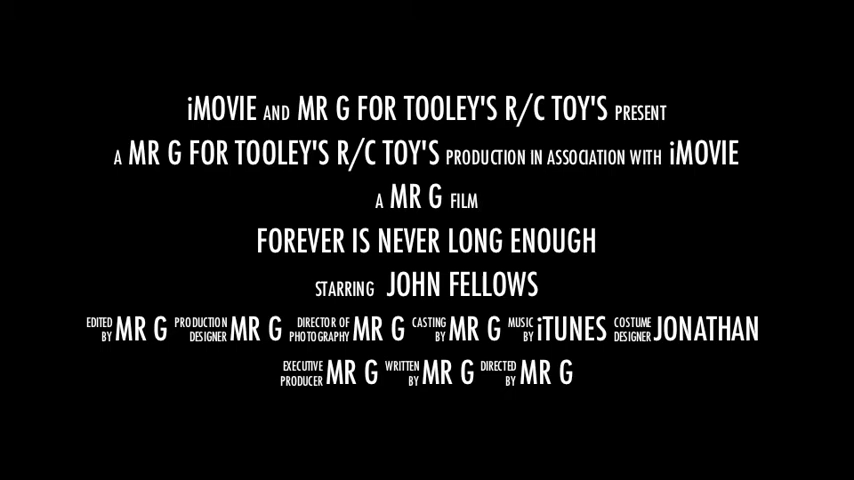 iMOVIE AND MR G FOR TOOLEY'S R/C TOY'S PRESENT
A MR G FOR TOOLEY'S R/C TOY'S PRODUCTION IN ASSOCIATION WITH iMOVIE
A MR G FILM
FOREVER IS NEVER LONG ENOUGH
STARRING JOHN FELLOWS
EDITED BY MR G PRODUCTION DESIGNER MR G DIRECTOR OF PHOTOGRAPHY MR G CASTING BY MR G MUSIC BY iTUNES COSTUME DESIGNER JONATHAN
EXECUTIVE PRODUCER MR G WRITTEN BY MR G DIRECTED BY MR G